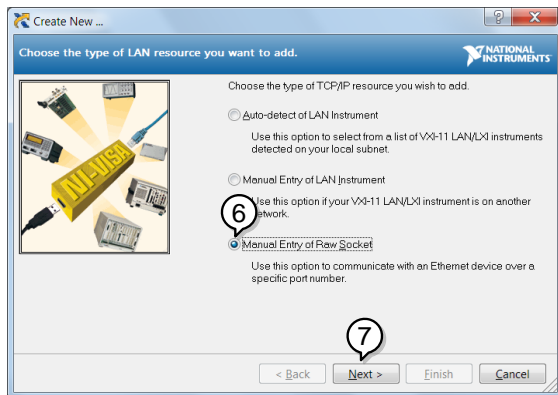 Create New ...
Choose the type of LAN resource you want to add.
NATIONAL
INSTRUMENTS
NI-VISA
Choose the type of TCP/IP resource you wish to add.
Auto-detect of LAN Instrument
Use this option to select from a list of VXI-11 LAN/LXI instruments
detected on your local subnet.
Manual Entry of LAN Instrument
Use this option if your VXI-11 LAN/LXI instrument is on another
network.
6
Manual Entry of Raw Socket
Use this option to communicate with an Ethernet device over a
specific port number.
7
< Back
Next >
Finish
Cancel